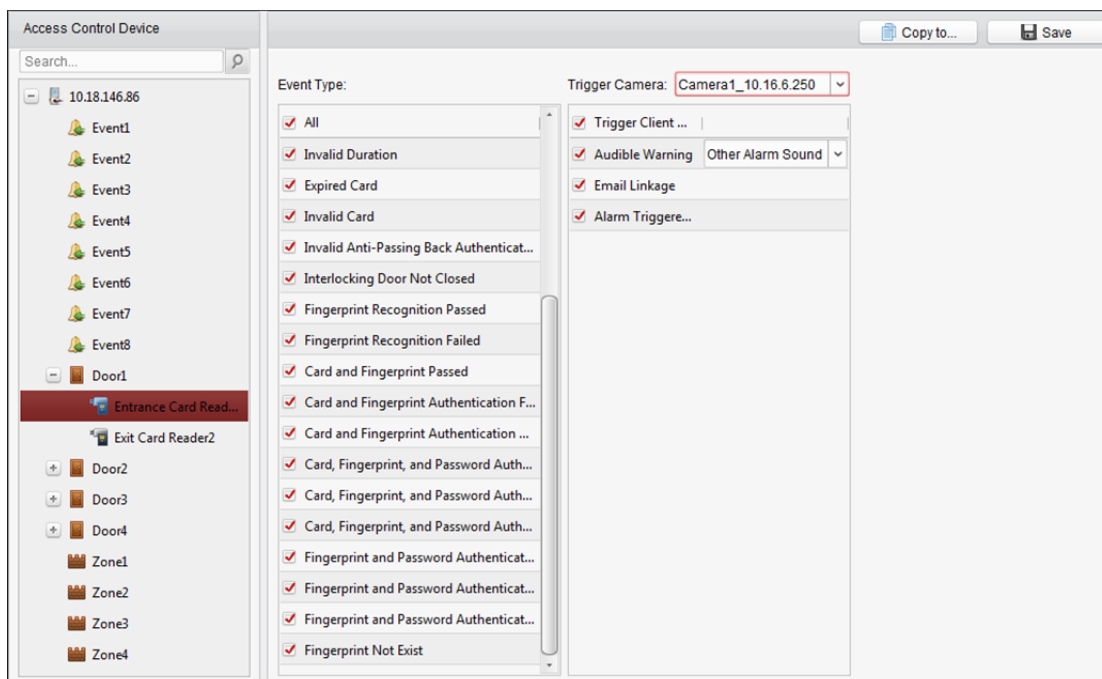 Access Control Device
Copy to...
Save
Search...
10.18.146.86
Event1
Event2
Event3
Event4
Event5
Event6
Event7
Event8
Door1
Entrance Card Read...
Exit Card Reader2
Door2
Door3
Door4
Zone1
Zone2
Zone3
Zone4
Event Type:
All
Invalid Duration
Expired Card
Invalid Card
Invalid Anti-Passing Back Authenticat...
Interlocking Door Not Closed
Fingerprint Recognition Passed
Fingerprint Recognition Failed
Card and Fingerprint Passed
Card and Fingerprint Authentication F...
Card and Fingerprint Authentication ...
Card, Fingerprint, and Password Auth...
Card, Fingerprint, and Password Auth...
Card, Fingerprint, and Password Auth...
Fingerprint and Password Authenticat...
Fingerprint and Password Authenticat...
Fingerprint and Password Authenticat...
Fingerprint Not Exist
Trigger Camera: Camera1_10.16.6.250
Trigger Client ...
Audible Warning Other Alarm Sound
Email Linkage
Alarm Triggere...